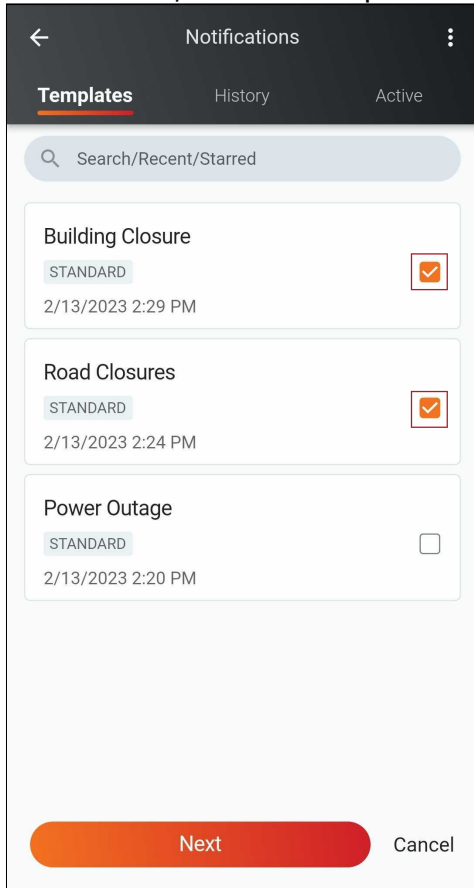 Notifications
Templates History Active
Search/Recent/Starred
Building Closure
STANDARD
2/13/2023 2:29 PM
Road Closures
STANDARD
2/13/2023 2:24 PM
Power Outage
STANDARD
2/13/2023 2:20 PM
Next Cancel